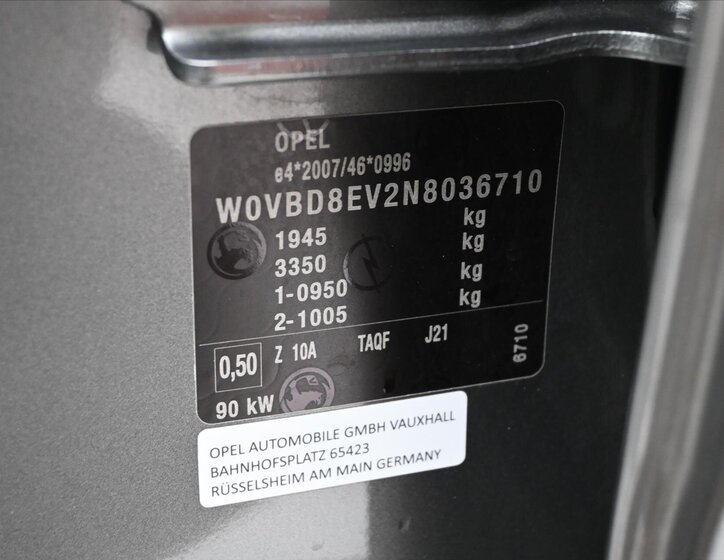 OPEL
e4*2007/46*0996
W0VBD8EV2N8036710
1945 kg
3350 kg
1-0950 kg
2-1005 kg
0,50 Z 10A TAQF J21
6710
90 kW
OPEL AUTOMOBILE GMBH VAUXHALL
BAHNHOFSPLATZ 65423
RÜSSELSHEIM AM MAIN GERMANY